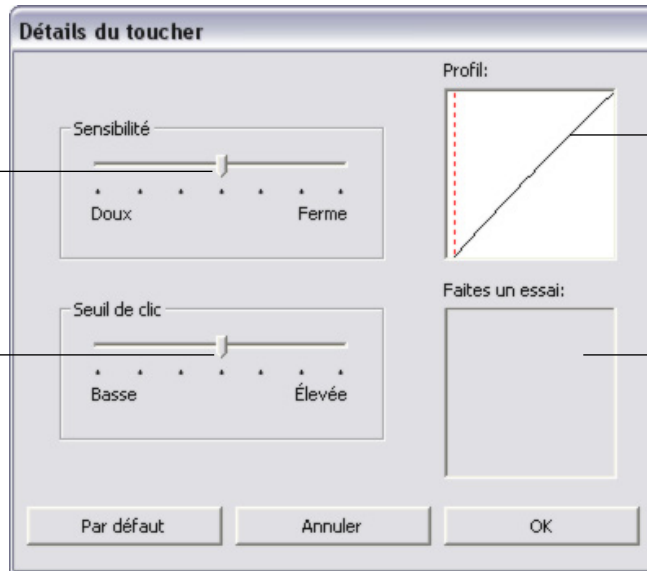 Détails du toucher
Profil:
Sensibilité
Doux
Ferme
Faites un essai:
Seuil de clic
Basse
Élevée
Par défaut
Annuler
OK